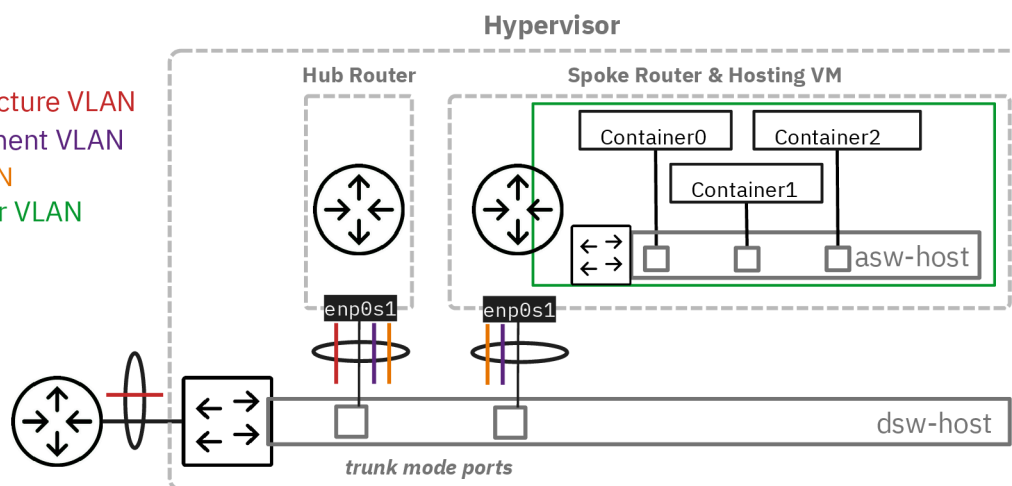 Hypervisor
Hub Router
Spoke Router & Hosting VM
cture VLAN
nent VLAN
N
r VLAN
Container0
Container2
Container1
asw-host
enp0s1
enp0s1
dsw-host
trunk mode ports